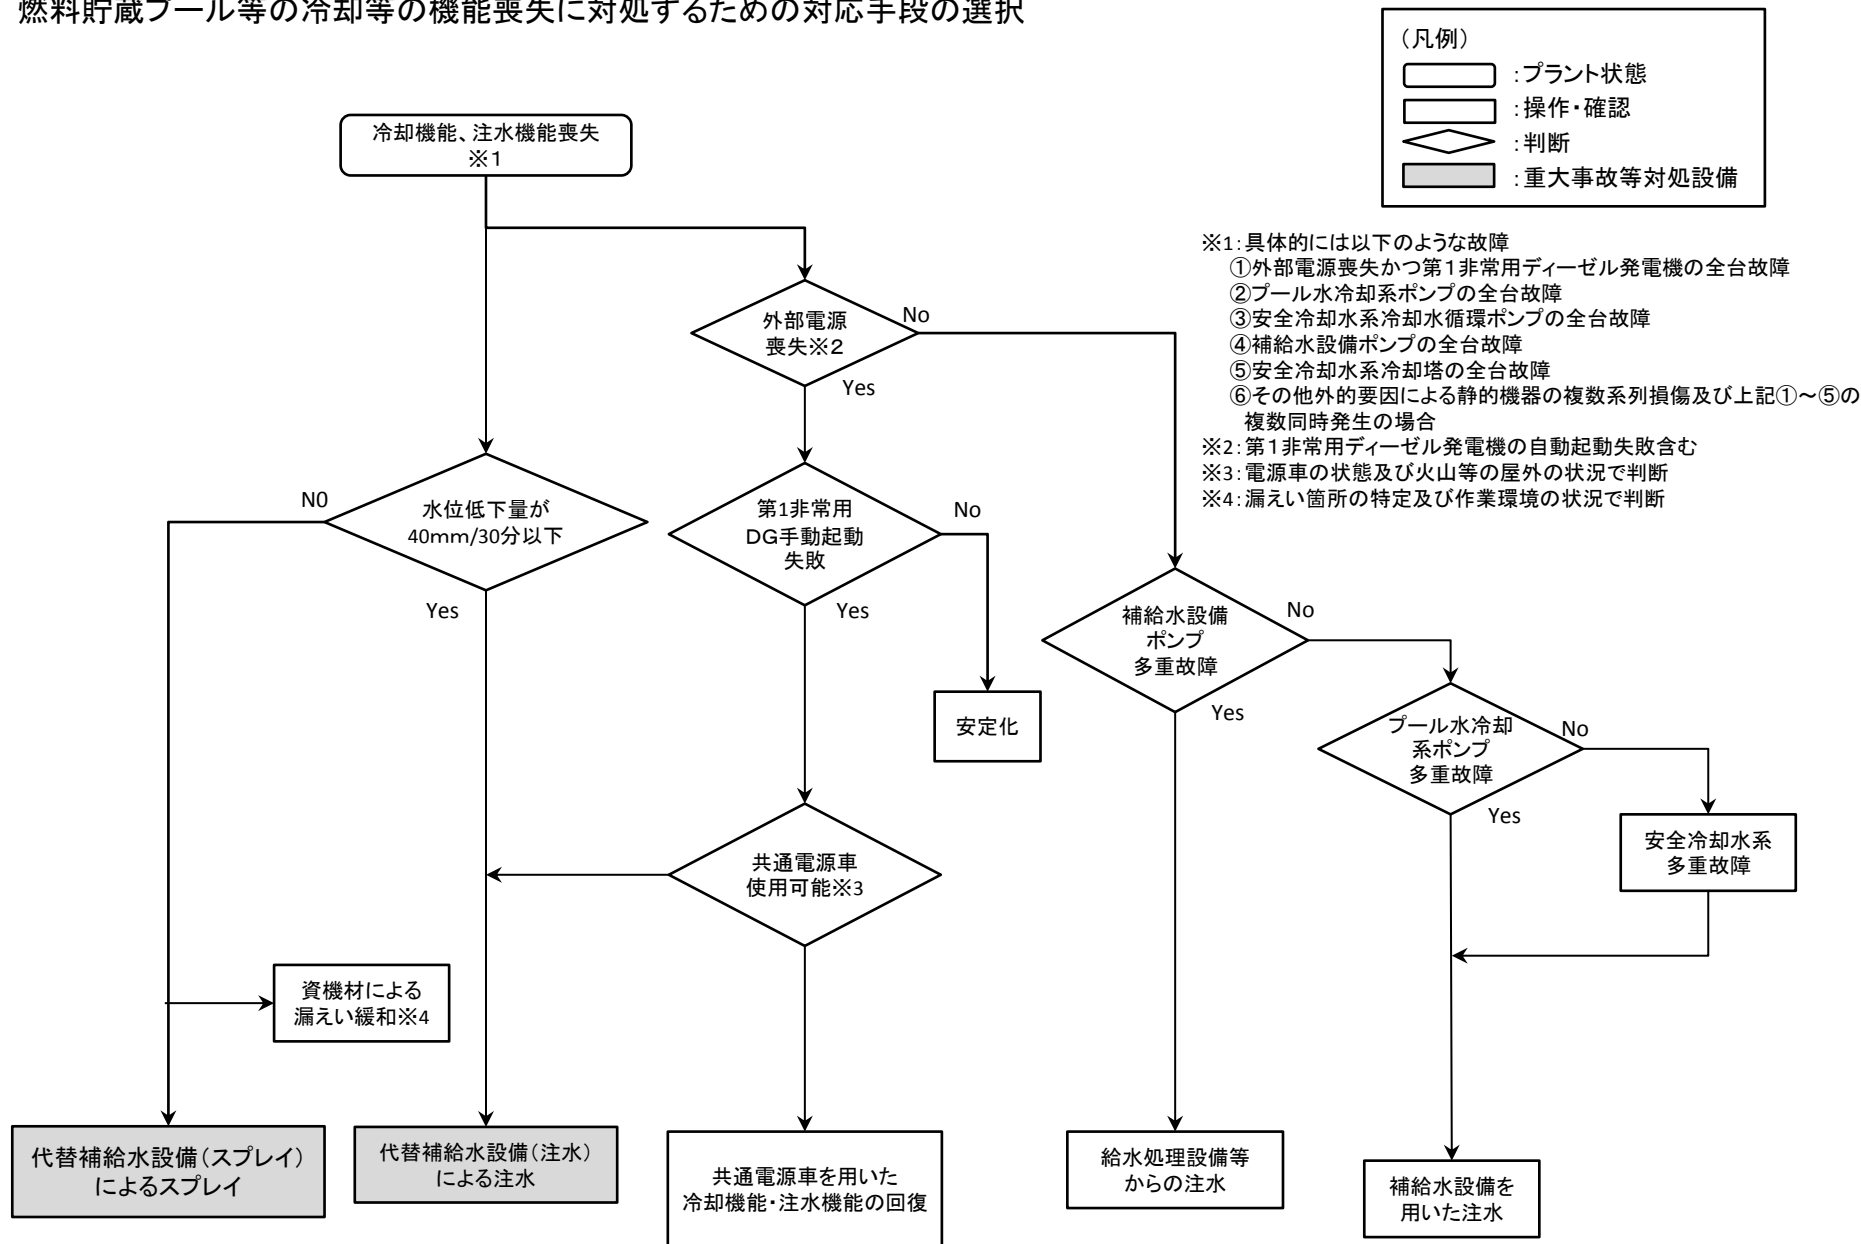 燃料貯蔵プール等の冷却等の機能喪失に対処するための対応手段の選択
（凡例）
：プラント状態
：操作・確認
：判断
：重大事故等対処設備
冷却機能、注水機能喪失
※１
※1：具体的には以下のような故障
①外部電源喪失かつ第１非常用ディーゼル発電機の全台故障
②プール水冷却系ポンプの全台故障
③安全冷却水系冷却水循環ポンプの全台故障
④補給水設備ポンプの全台故障
⑤安全冷却水系冷却塔の全台故障
⑥その他外的要因による静的機器の複数系列損傷及び上記①～⑤の
複数同時発生の場合
※2：第１非常用ディーゼル発電機の自動起動失敗含む
※3：電源車の状態及び火山等の屋外の状況で判断
※4：漏えい箇所の特定及び作業環境の状況で判断
外部電源
喪失※２
No
Yes
水位低下量が
40mm/30分以下
N0
Yes
第1非常用
DG手動起動
失敗
No
Yes
安定化
補給水設備
ポンプ
多重故障
No
Yes
プール水冷却
系ポンプ
多重故障
No
Yes
安全冷却水系
多重故障
共通電源車
使用可能※3
資機材による
漏えい緩和※4
代替補給水設備（スプレイ）
によるスプレイ
代替補給水設備（注水）
による注水
共通電源車を用いた
冷却機能・注水機能の回復
給水処理設備等
からの注水
補給水設備を
用いた注水